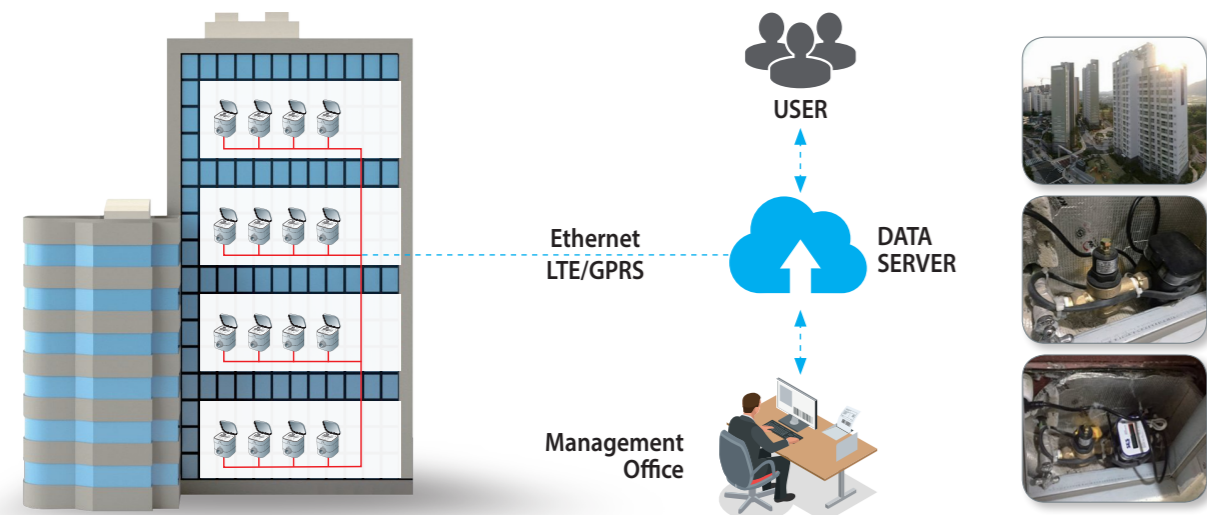 USER
Ethernet
LTE/GPRS
DATA
SERVER
Management
Office